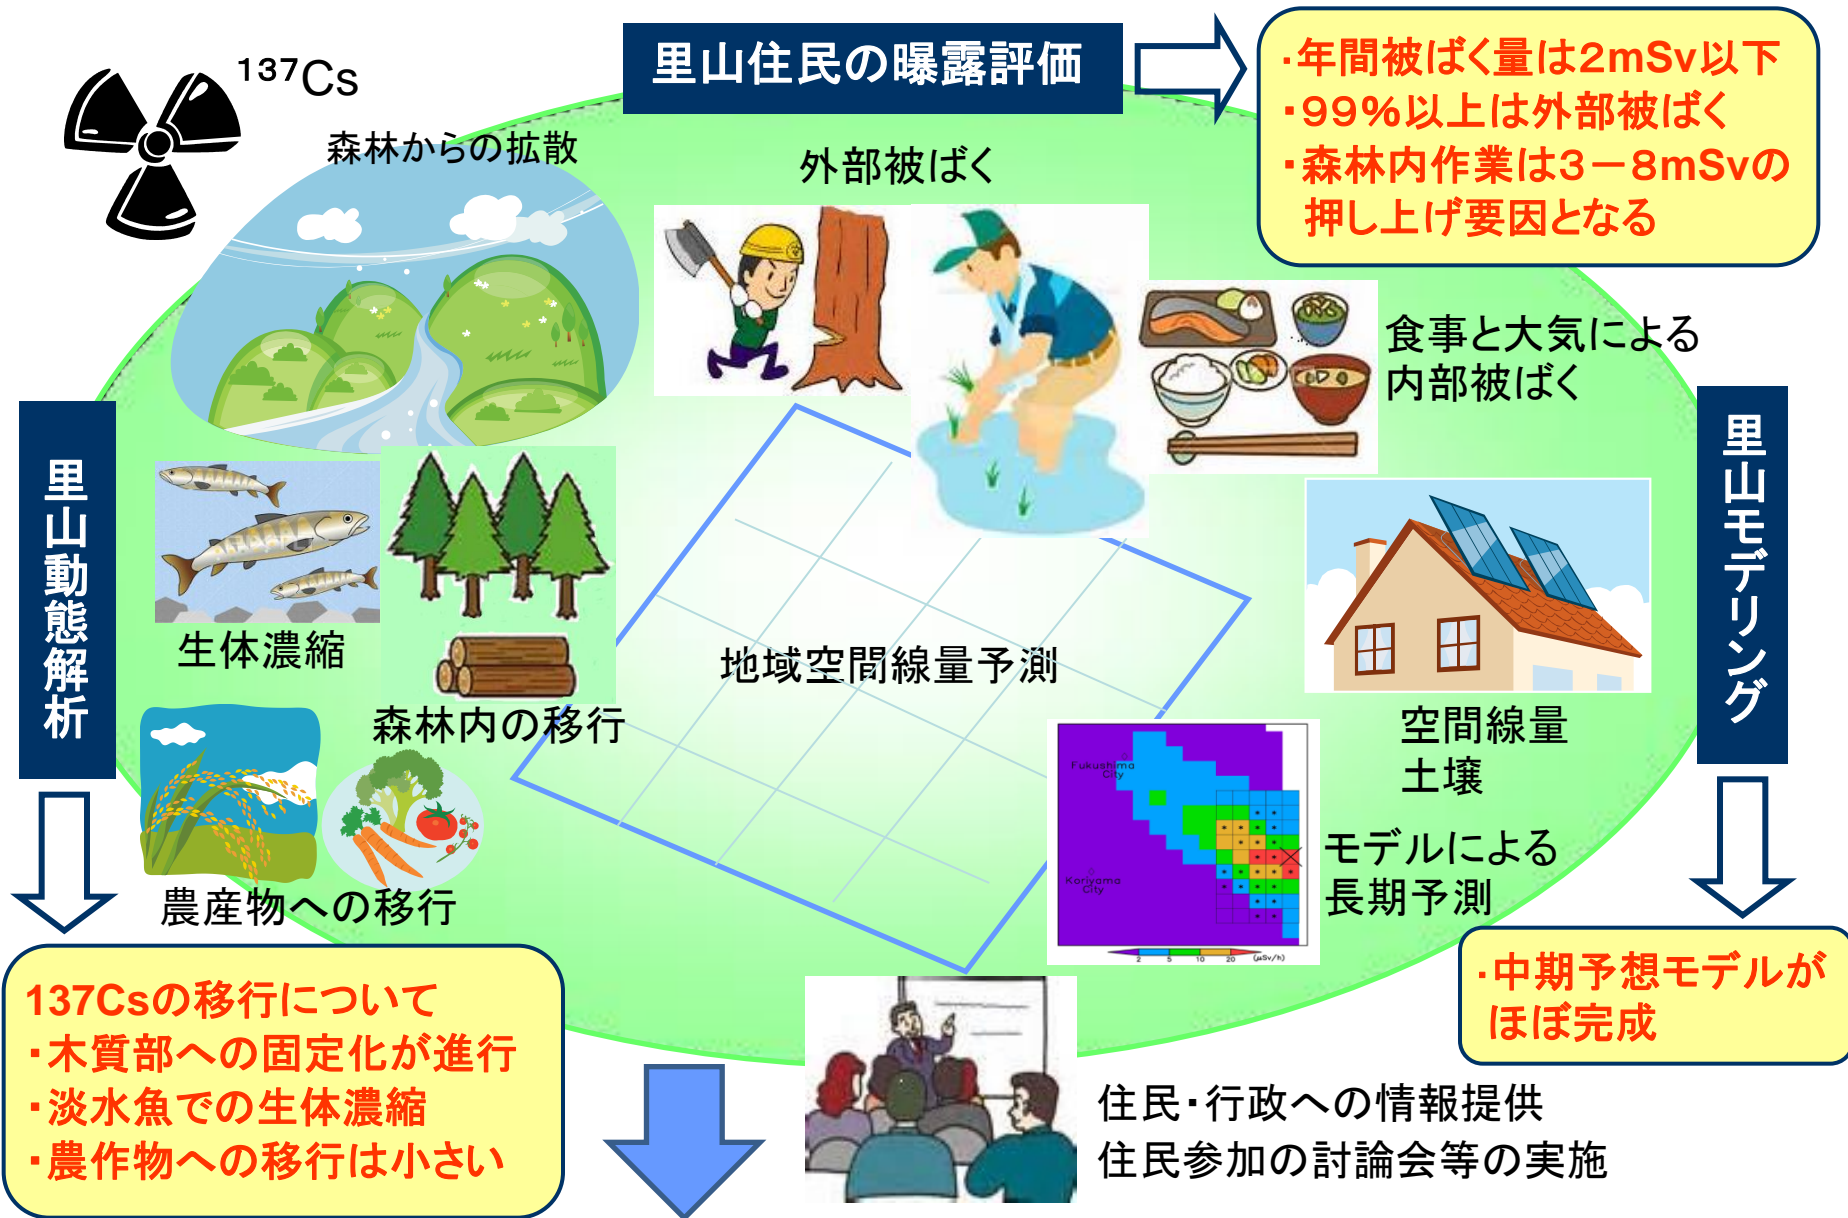 里山住民の曝露評価
・年間被ばく量は2mSv以下
・99%以上は外部被ばく
・森林内作業は3－8mSvの
押し上げ要因となる
¹³⁷Cs
森林からの拡散
外部被ばく
食事と大気による
内部被ばく
里山動態解析
里山モデリング
生体濃縮
森林内の移行
地域空間線量予測
空間線量
土壌
農産物への移行
Fukushima
City
Koriyama
City
2 5 10 20 (μSv/h)
モデルによる
長期予測
137Csの移行について
・木質部への固定化が進行
・淡水魚での生体濃縮
・農作物への移行は小さい
・中期予想モデルが
ほぼ完成
住民・行政への情報提供
住民参加の討論会等の実施